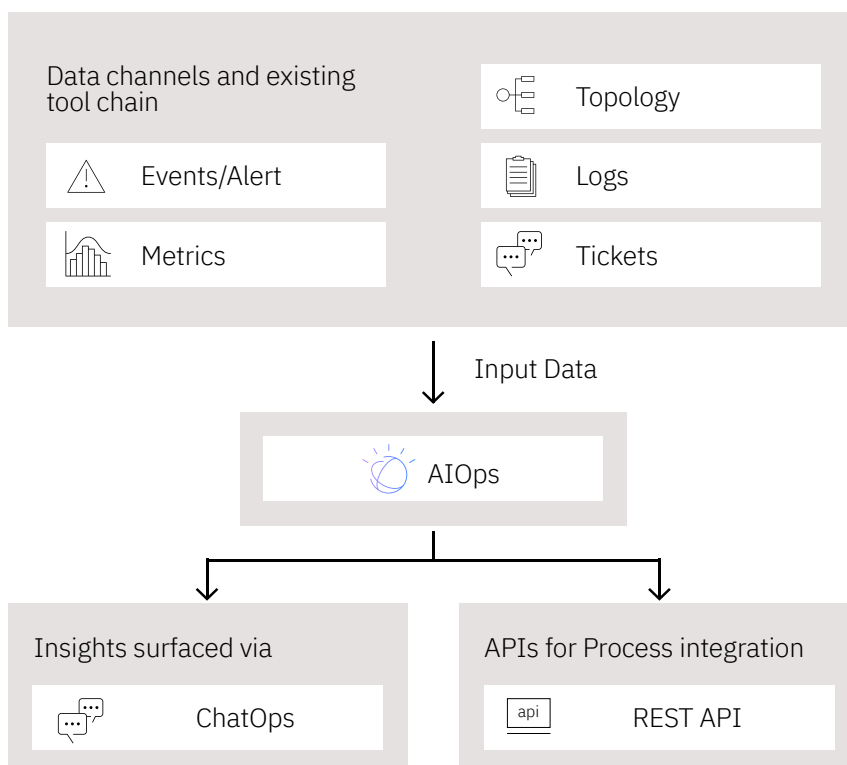 Data channels and existing
tool chain
Events/Alert
Metrics
Topology
Logs
Tickets
Input Data
AIOps
Insights surfaced via
ChatOps
APIs for Process integration
api
REST API